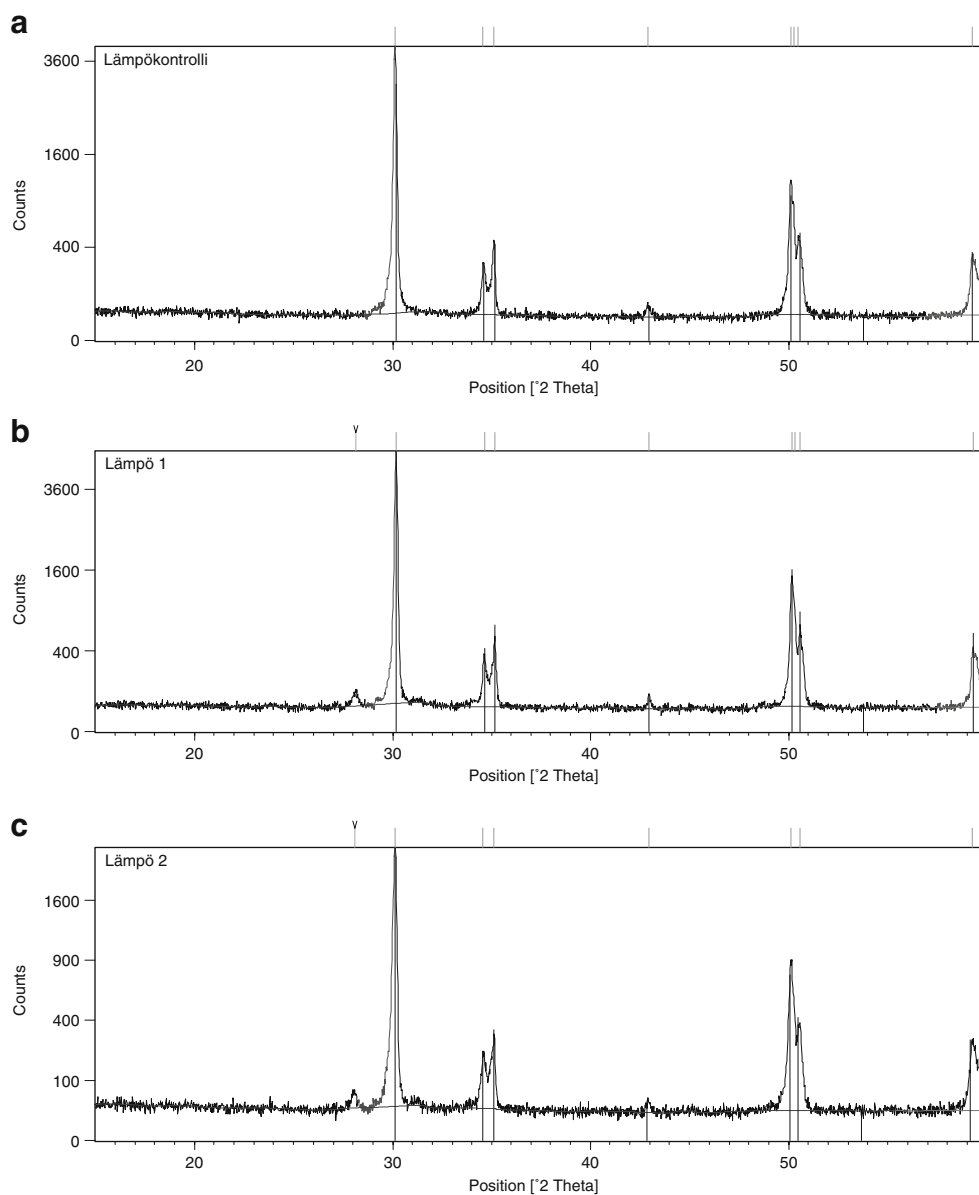 a
Lämpökontrolli
3600
1600
400
0
Counts
20 30 40 50
Position [°2 Theta]
b
v
Lämpö 1
3600
1600
400
0
Counts
20 30 40 50
Position [°2 Theta]
c
v
Lämpö 2
1600
900
400
100
0
Counts
20 30 40 50
Position [°2 Theta]